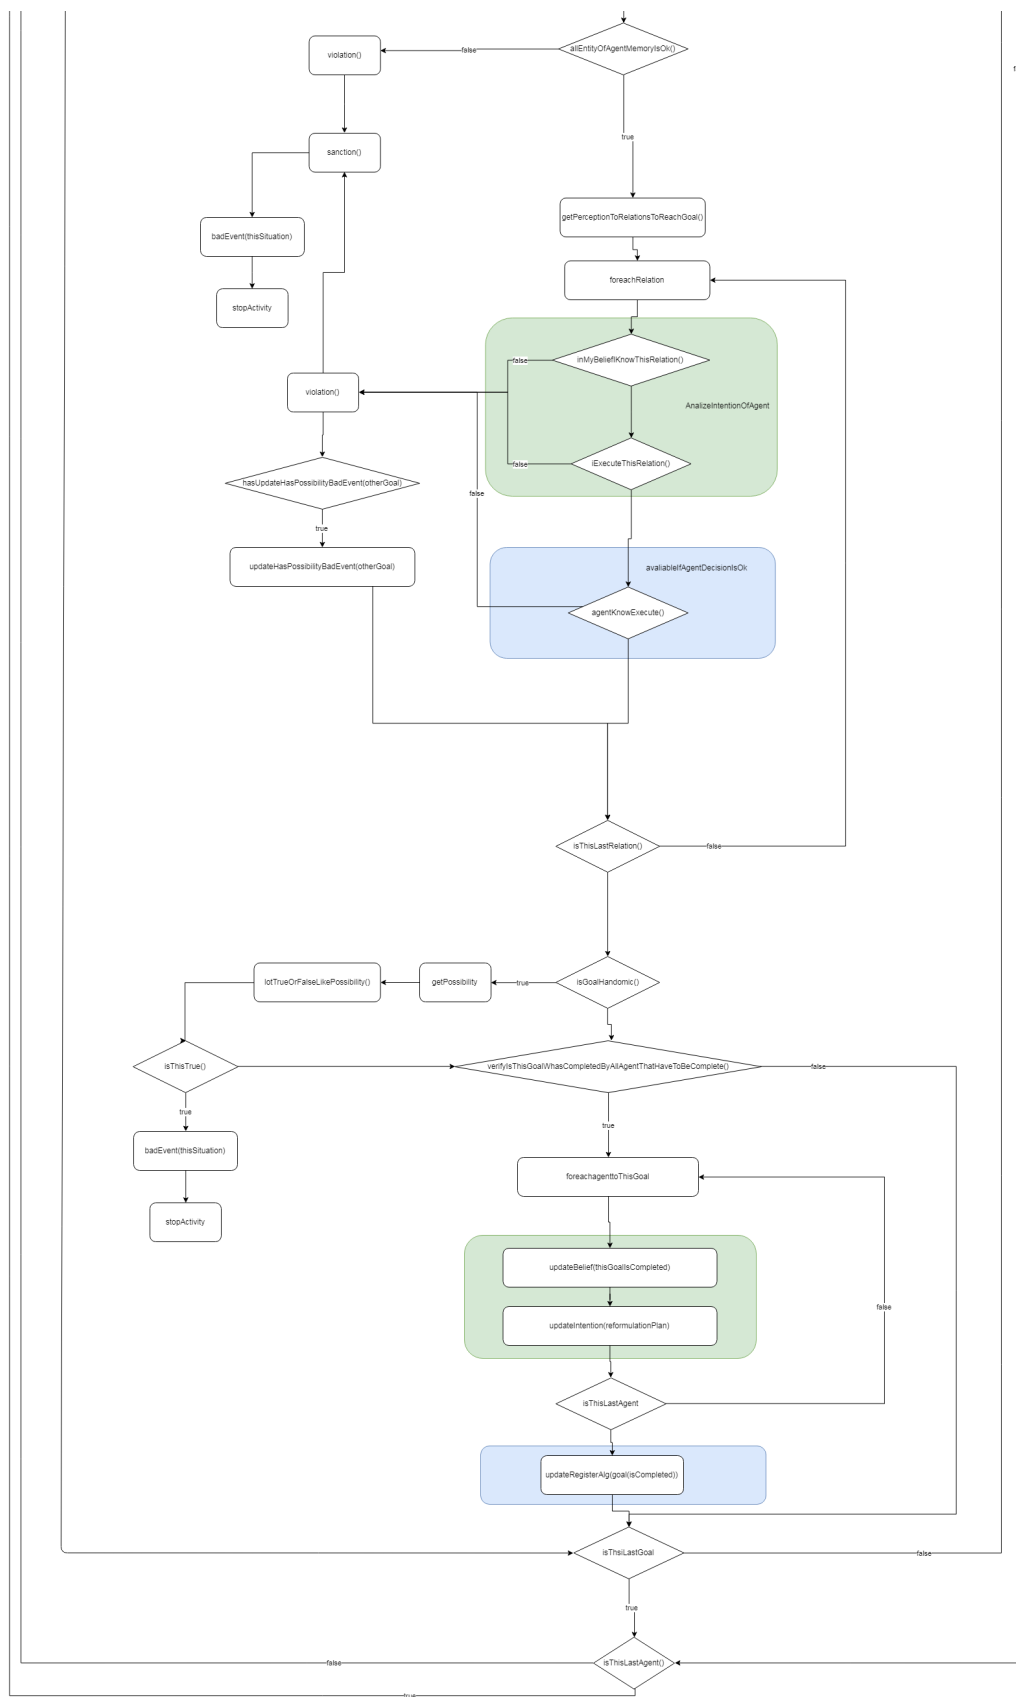 allEntityOfAgentMemoryIsOk()
false
violation()
f
true
sanction()
getPerceptionToRelationsToReachGoal()
badEvent(thisSituation)
foreachRelation
stopActivity
inMyBeliefIKnowThisRelation()
false
violation()
AnalizeIntentionOfAgent
iExecuteThisRelation()
false
hasUpdateHasPossibilityBadEvent(otherGoal)
false
true
updateHasPossibilityBadEvent(otherGoal)
avaliableIfAgentDecisionIsOk
agentKnowExecute()
isThisLastRelation()
false
lotTrueOrFalseLikePossibility()
getPossibility
true
isGoalHandomic()
isThisTrue()
verifyIsThisGoalWhasCompletedByAllAgentThatHaveToBeComplete()
false
true
true
badEvent(thisSituation)
foreachagenttoThisGoal
stopActivity
updateBelief(thisGoalIsCompleted)
false
updateIntention(reformulationPlan)
isThisLastAgent
updateRegisterAlg(goal(isCompleted))
isThsiLastGoal
false
true
false
isThisLastAgent()
true